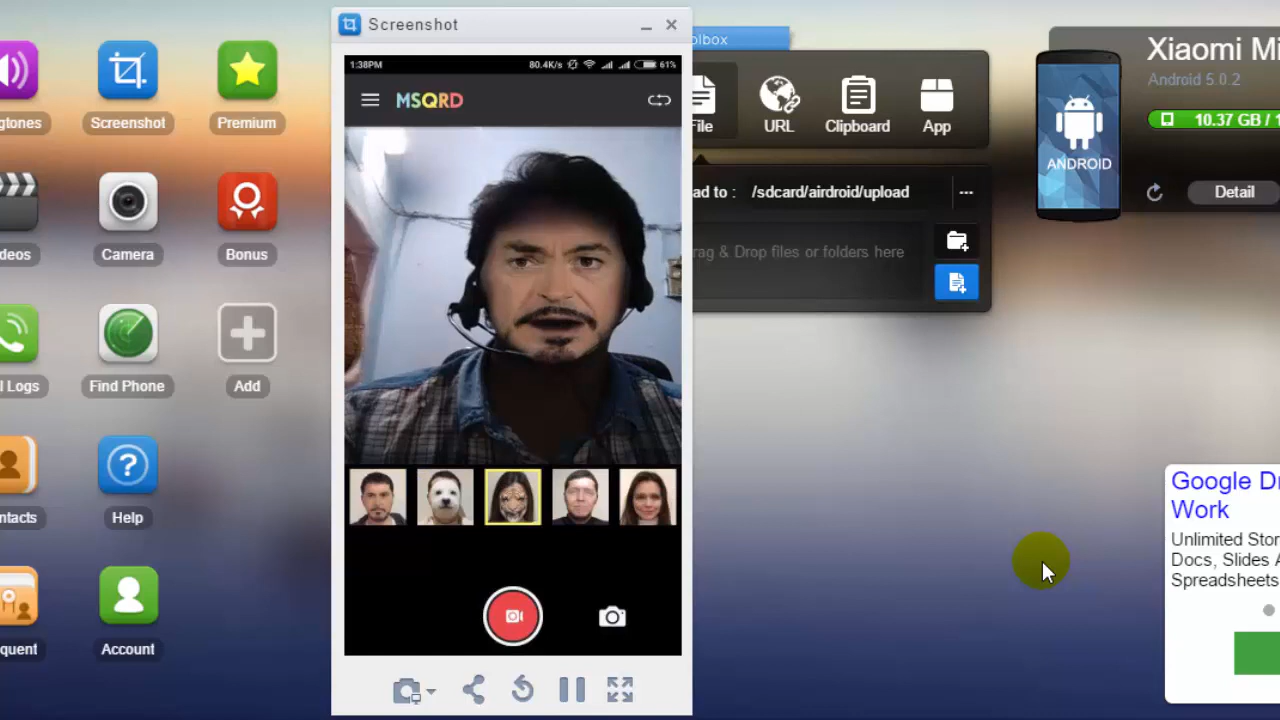 Screenshot
1:38PM 80.4K/s 61%
MSQRD
gtones Screenshot Premium
deos Camera Bonus
l Logs Find Phone Add
ntacts Help
quent Account
olbox
File URL Clipboard App
ad to : /sdcard/airdroid/upload ...
rag & Drop files or folders here
Xiaomi Mi
Android 5.0.2
10.37 GB / 1
ANDROID
Detail
Google Dr
Work
Unlimited Stor
Docs, Slides A
Spreadsheets